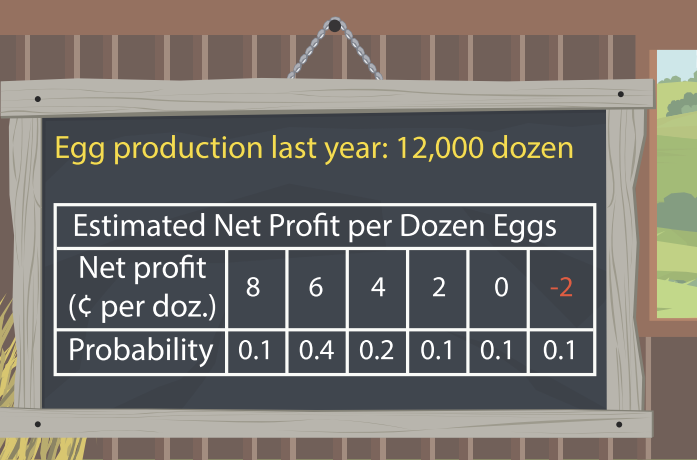 Egg production last year: 12,000 dozen
Estimated Net Profit per Dozen Eggs
Net profit
(¢ per doz.) 8 6 4 2 0 -2
Probability 0.1 0.4 0.2 0.1 0.1 0.1